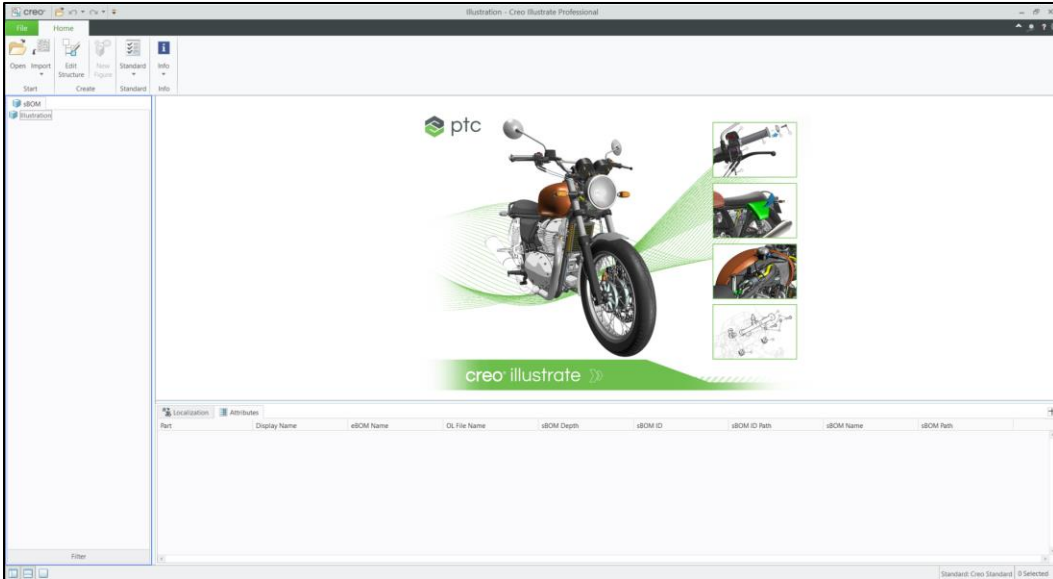 creo
Illustration - Creo Illustrate Professional
File
Home
Open
Import
Edit Structure
New Figure
Standard
Info
Start
Create
Standard
Info
sBOM
Illustration
ptc
creo illustrate
Localization
Attributes
Part
Display Name
eBOM Name
OL File Name
sBOM Depth
sBOM ID
sBOM ID Path
sBOM Name
sBOM Path
Filter
Standard: Creo Standard
0 Selected